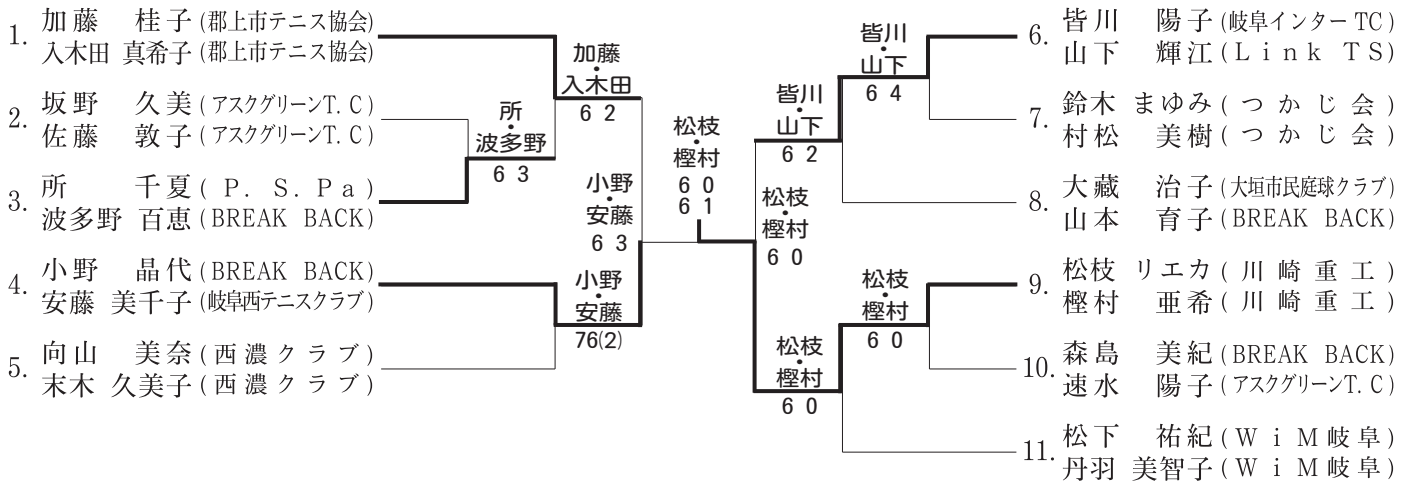 1. 加藤 桂子 (郡上市テニス協会)
入木田 真希子 (郡上市テニス協会)
2. 坂野 久美 (アスクグリーンT. C)
佐藤 敦子 (アスクグリーンT. C)
3. 所 千夏 ( P. S. Pa )
波多野 百恵 (BREAK BACK)
4. 小野 晶代 (BREAK BACK)
安藤 美千子 (岐阜西テニスクラブ)
5. 向山 美奈 (西濃クラブ)
末木 久美子 (西濃クラブ)
所・波多野
6 3
加藤・入木田
6 2
小野・安藤
76(2)
小野・安藤
6 3
松枝・樫村
6 0
6 1
松枝・樫村
6 0
皆川・山下
6 2
松枝・樫村
6 0
皆川・山下
6 4
松枝・樫村
6 0
6. 皆川 陽子 (岐阜インターTC)
山下 輝江 (Link TS)
7. 鈴木 まゆみ (つかじ会)
村松 美樹 (つかじ会)
8. 大藏 治子 (大垣市民庭球クラブ)
山本 育子 (BREAK BACK)
9. 松枝 リエカ (川崎重工)
樫村 亜希 (川崎重工)
10. 森島 美紀 (BREAK BACK)
速水 陽子 (アスクグリーンT. C)
11. 松下 祐紀 (WiM岐阜)
丹羽 美智子 (WiM岐阜)